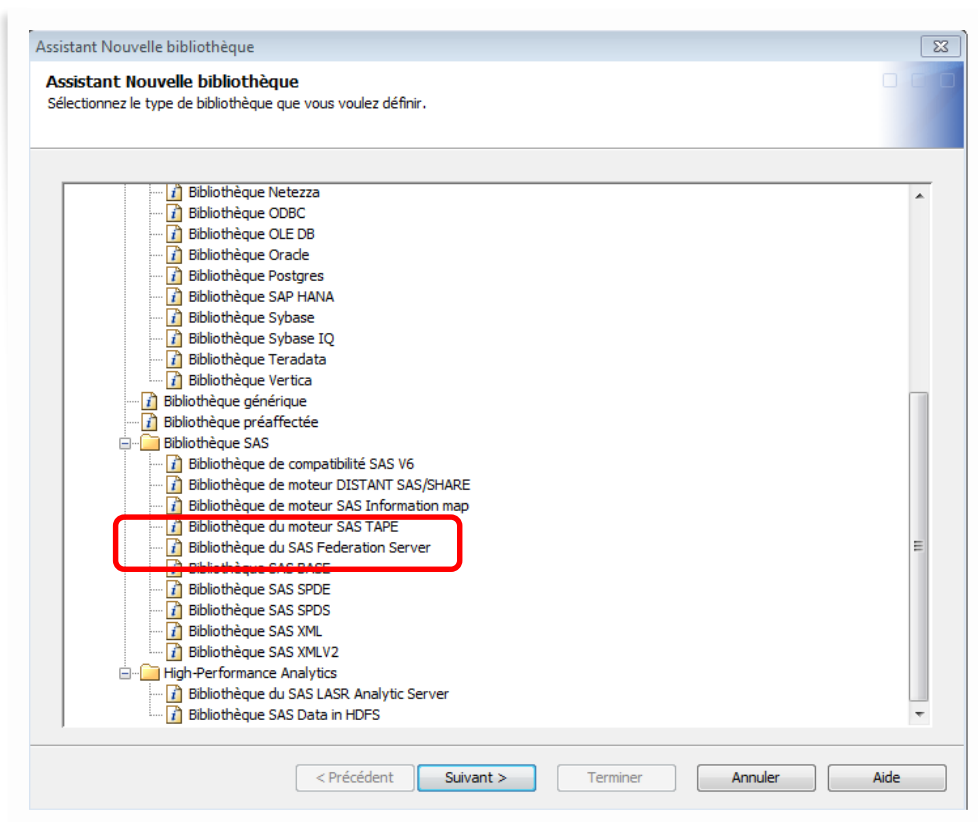 Assistant Nouvelle bibliothèque
Assistant Nouvelle bibliothèque
Sélectionnez le type de bibliothèque que vous voulez définir.
Bibliothèque Netezza
Bibliothèque ODBC
Bibliothèque OLE DB
Bibliothèque Oracle
Bibliothèque Postgres
Bibliothèque SAP HANA
Bibliothèque Sybase
Bibliothèque Sybase IQ
Bibliothèque Teradata
Bibliothèque Vertica
Bibliothèque générique
Bibliothèque préaffectée
Bibliothèque SAS
Bibliothèque de compatibilité SAS V6
Bibliothèque de moteur DISTANT SAS/SHARE
Bibliothèque de moteur SAS Information map
Bibliothèque du moteur SAS TAPE
Bibliothèque du SAS Federation Server
Bibliothèque SAS BASE
Bibliothèque SAS SPDE
Bibliothèque SAS SPDS
Bibliothèque SAS XML
Bibliothèque SAS XMLV2
High-Performance Analytics
Bibliothèque du SAS LASR Analytic Server
Bibliothèque SAS Data in HDFS
< Précédent Suivant > Terminer Annuler Aide